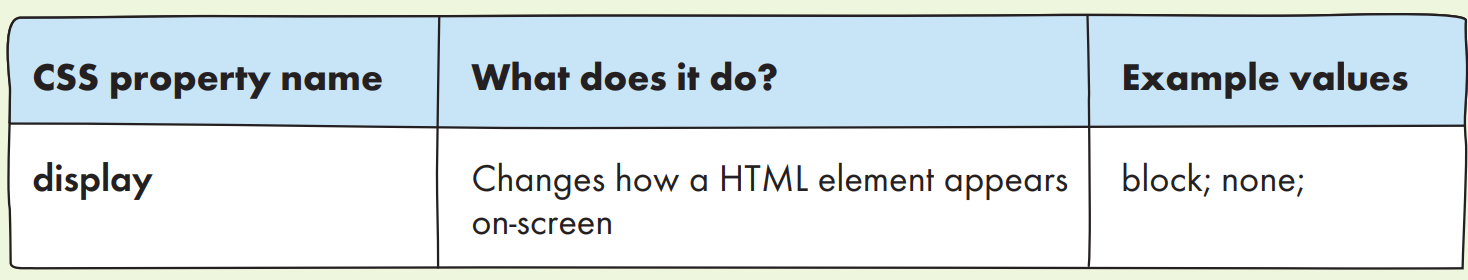 CSS property name What does it do? Example values
display Changes how a HTML element appears block; none;
on-screen